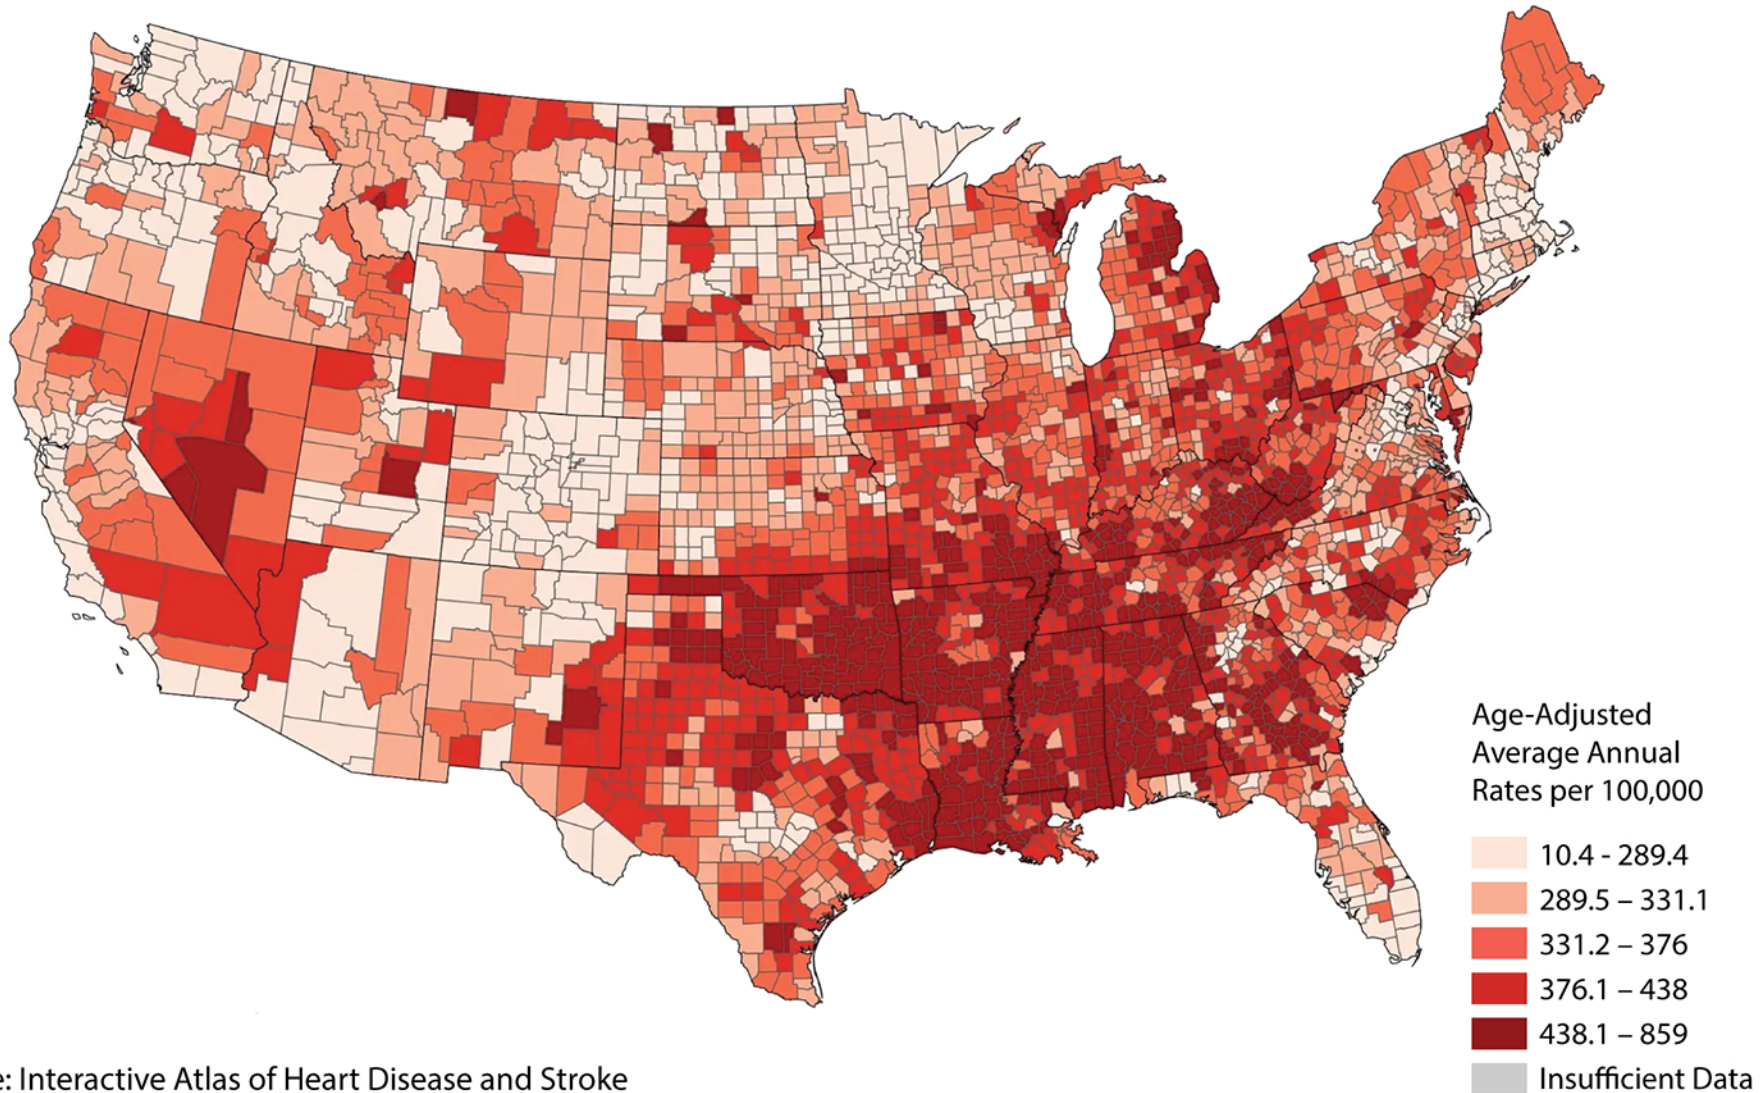 Age-Adjusted
Average Annual
Rates per 100,000
10.4 - 289.4
289.5 – 331.1
331.2 – 376
376.1 – 438
438.1 – 859
Insufficient Data
: Interactive Atlas of Heart Disease and Stroke